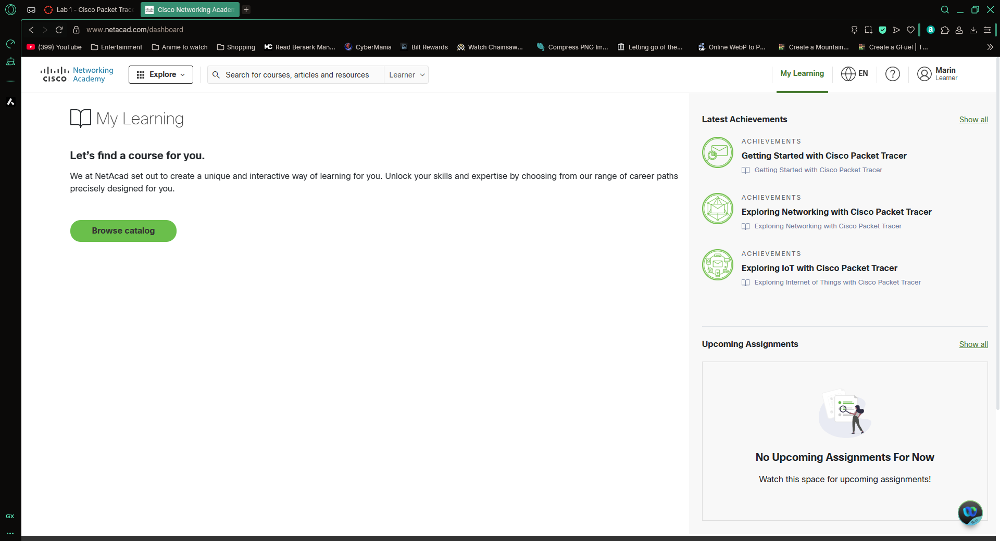 Lab 1 - Cisco Packet Trac
Cisco Networking Acade
www.netacad.com/dashboard
(399) YouTube
Entertainment
Anime to watch
Shopping
MC Read Berserk Man...
CyberMania
Bilt Rewards
Watch Chainsaw...
Compress PNG Im...
Letting go of the...
Online WebP to P...
Create a Mountain...
Create a GFuel | T...
CISCO
Networking
Academy
Explore
Search for courses, articles and resources
Learner
My Learning
EN
?
Marin
Learner
My Learning
Let’s find a course for you.
We at NetAcad set out to create a unique and interactive way of learning for you. Unlock your skills and expertise by choosing from our range of career paths
precisely designed for you.
Browse catalog
Latest Achievements
Show all
ACHIEVEMENTS
Getting Started with Cisco Packet Tracer
Getting Started with Cisco Packet Tracer
ACHIEVEMENTS
Exploring Networking with Cisco Packet Tracer
Exploring Networking with Cisco Packet Tracer
ACHIEVEMENTS
Exploring IoT with Cisco Packet Tracer
Exploring Internet of Things with Cisco Packet Tracer
Upcoming Assignments
Show all
No Upcoming Assignments For Now
Watch this space for upcoming assignments!
Beta
GX